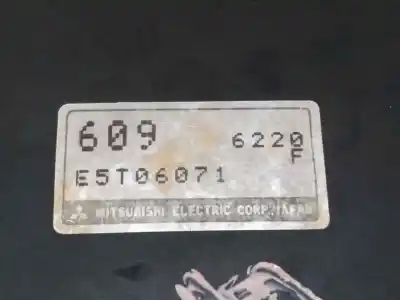 609 6220
F
E5T06071
MITSUBISHI ELECTRIC CORP. JAPAN